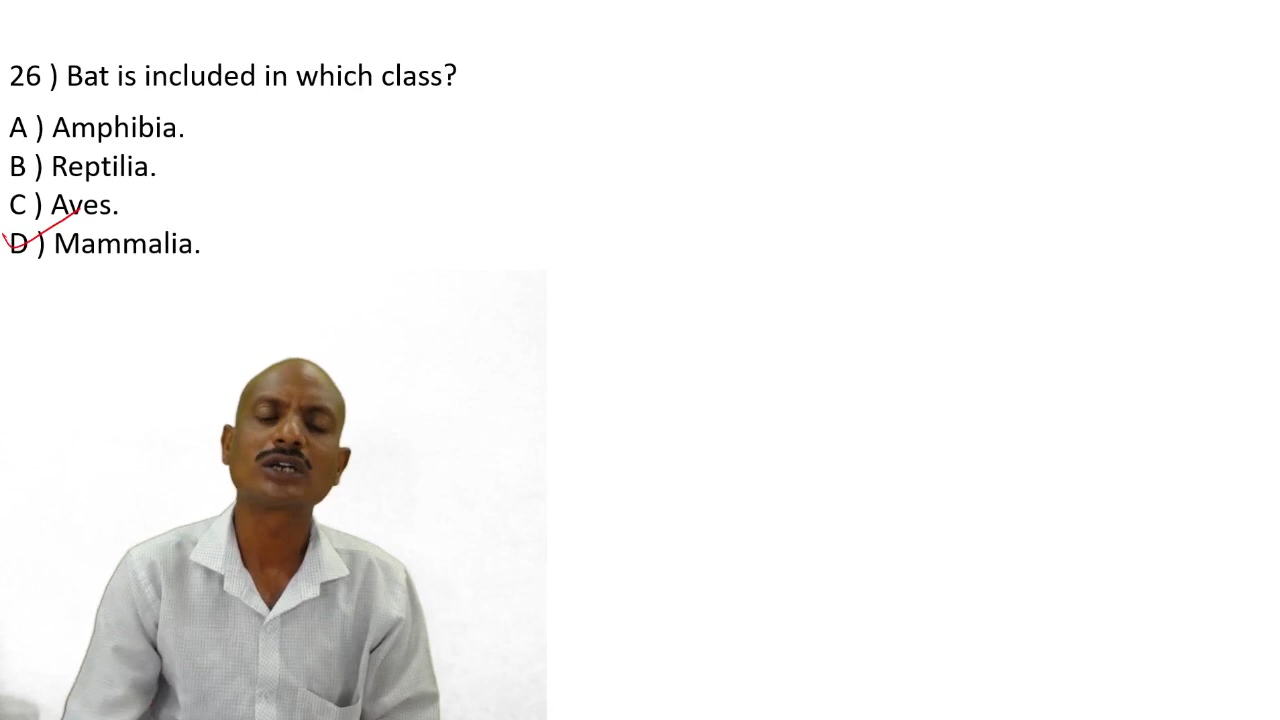 26 ) Bat is included in which class?
A ) Amphibia.
B ) Reptilia.
C ) Aves.
D ) Mammalia.